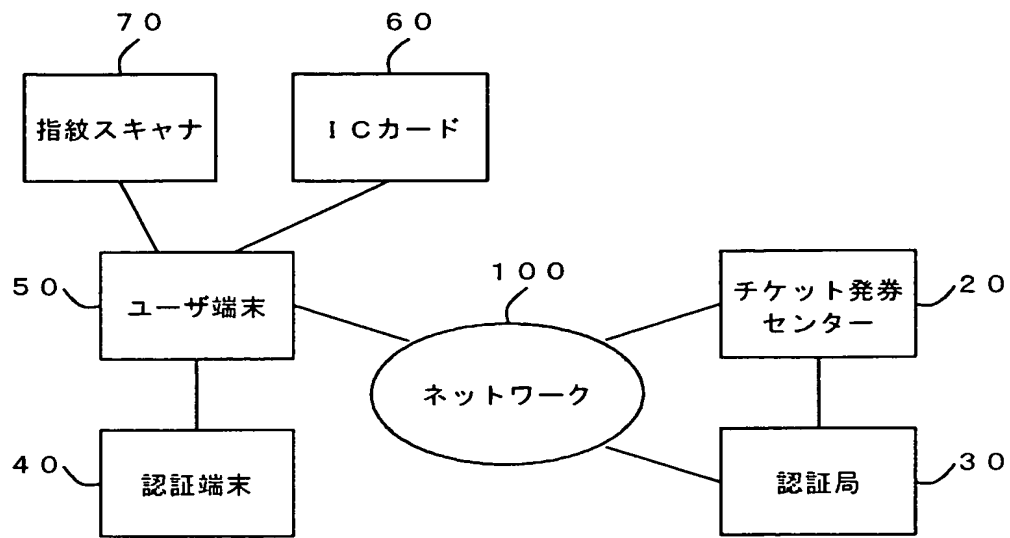 ７０
６０
指紋スキャナ
ＩＣカード
５０
ユーザ端末
１００
チケット発券
センター
２０
ネットワーク
４０
認証端末
認証局
３０